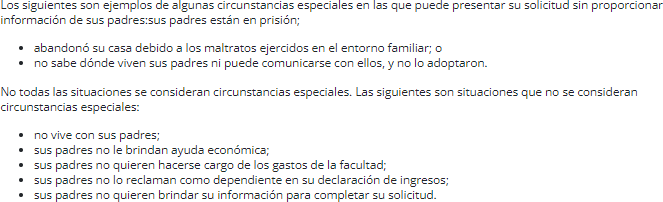 Los siguientes son ejemplos de algunas circunstancias especiales en las que puede presentar su solicitud sin proporcionar
información de sus padres:sus padres están en prisión;
• abandonó su casa debido a los maltratos ejercidos en el entorno familiar; o
• no sabe dónde viven sus padres ni puede comunicarse con ellos, y no lo adoptaron.
No todas las situaciones se consideran circunstancias especiales. Las siguientes son situaciones que no se consideran
circunstancias especiales:
• no vive con sus padres;
• sus padres no le brindan ayuda económica;
• sus padres no quieren hacerse cargo de los gastos de la facultad;
• sus padres no lo reclaman como dependiente en su declaración de ingresos;
• sus padres no quieren brindar su información para completar su solicitud.